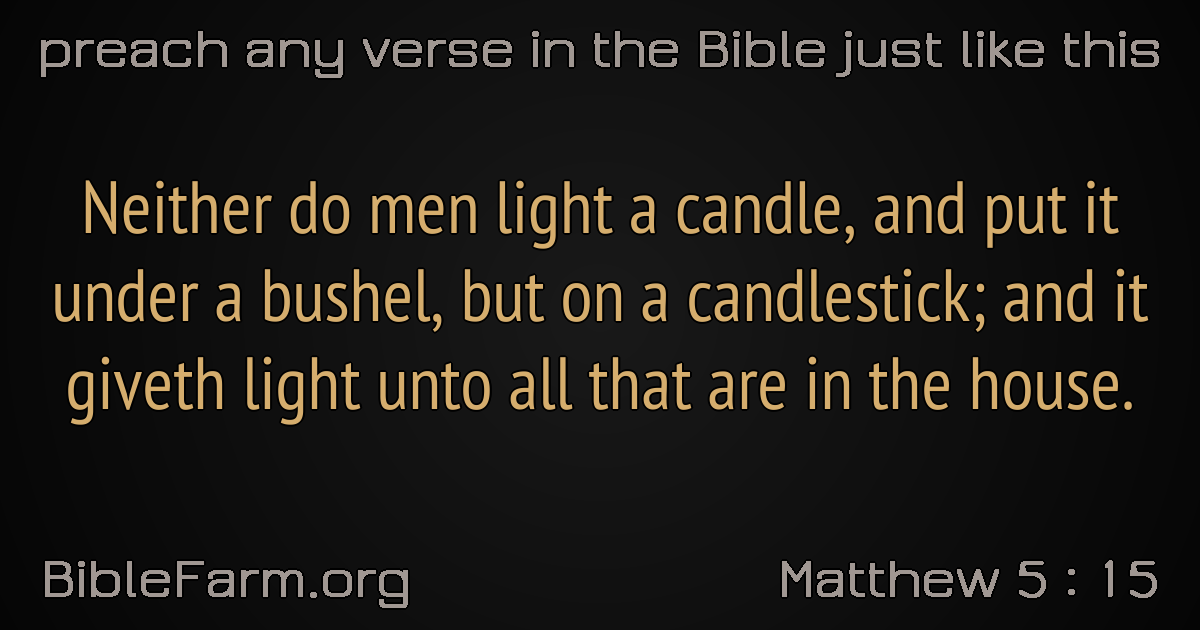 preach any verse in the Bible just like this
Neither do men light a candle, and put it
under a bushel, but on a candlestick; and it
giveth light unto all that are in the house.
BibleFarm.org
Matthew 5 : 15